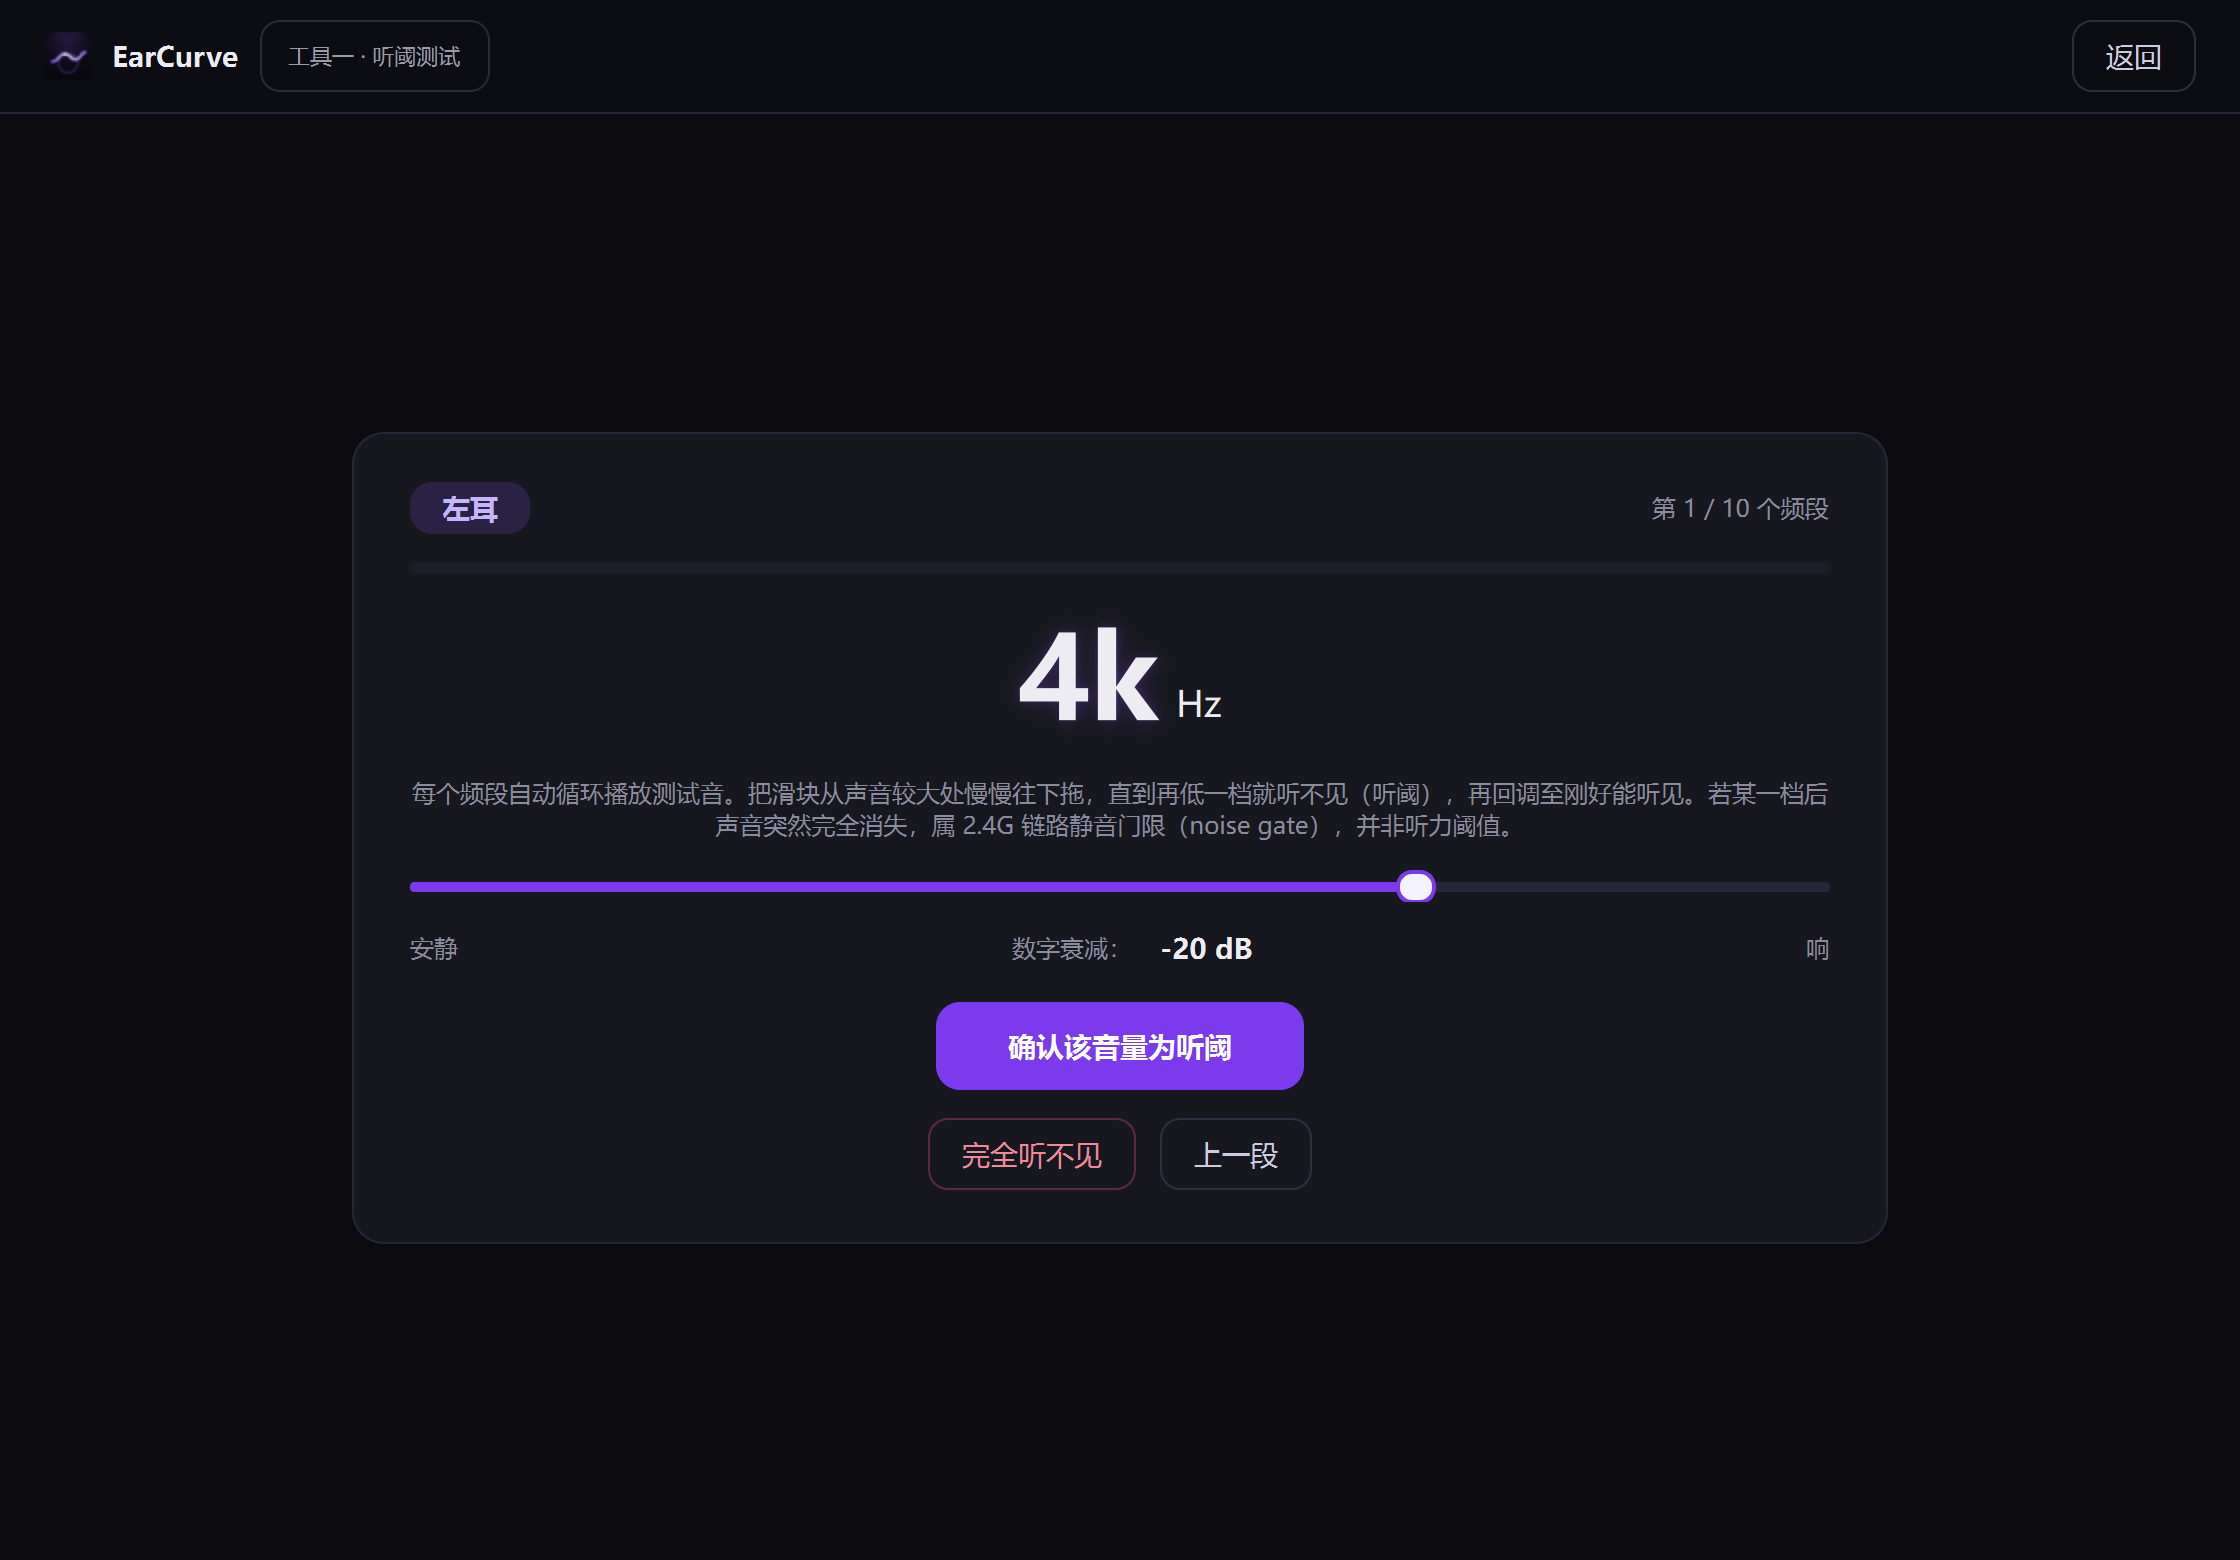 EarCurve
工具一 · 听阈测试
返回
左耳
第 1 / 10 个频段
4k Hz
每个频段自动循环播放测试音。把滑块从声音较大处慢慢往下拖，直到再低一档就听不见（听阈），再回调至刚好能听见。若某一档后
声音突然完全消失，属 2.4G 链路静音门限（noise gate），并非听力阈值。
安静
数字衰减： -20 dB
响
确认该音量为听阈
完全听不见
上一段